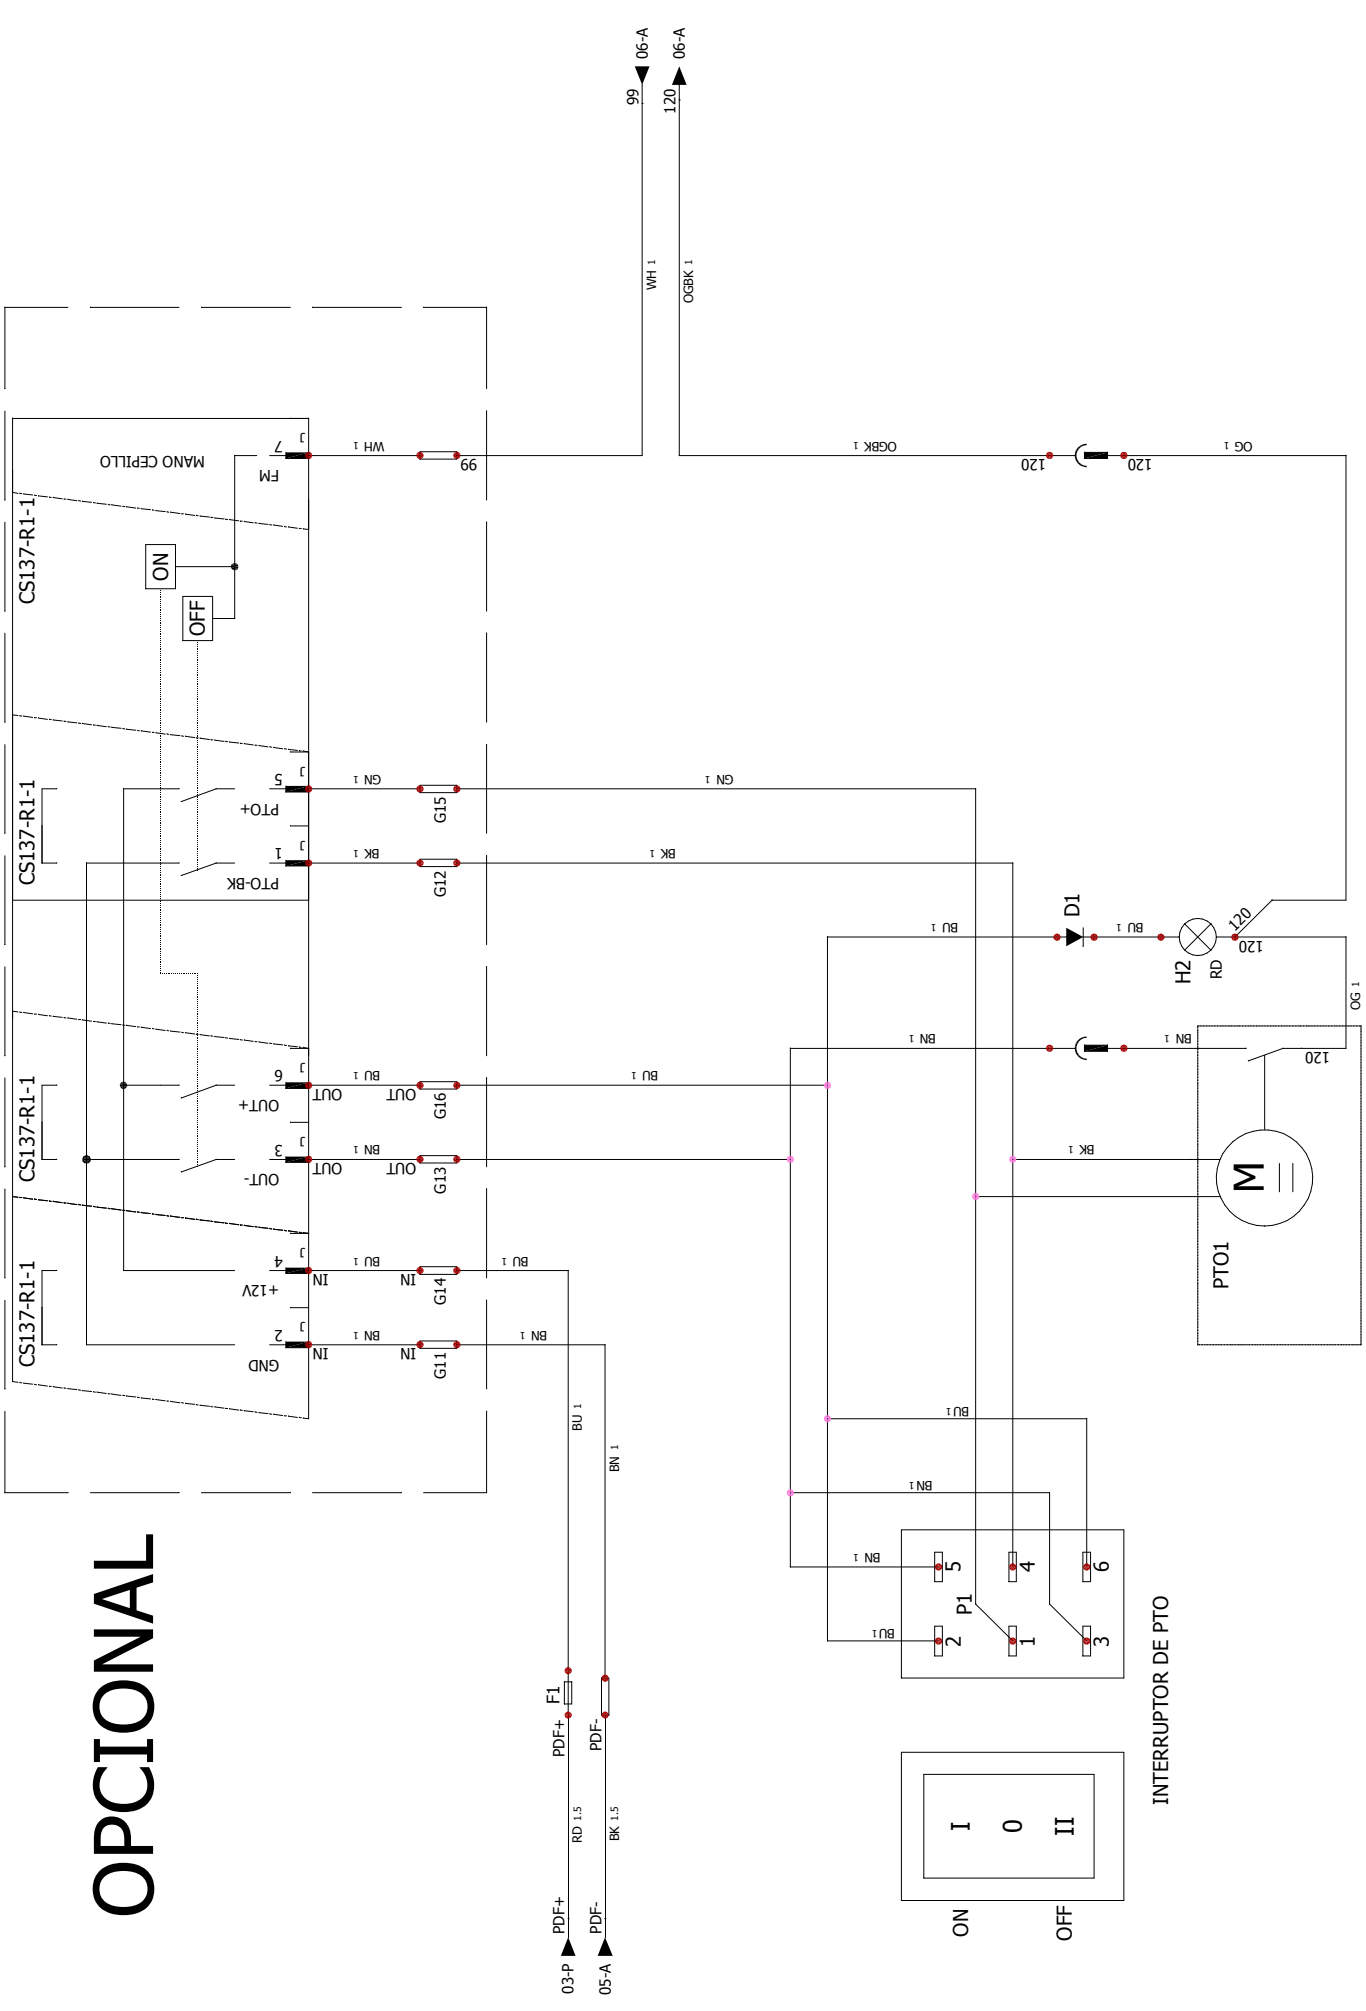 OPCIONAL
CS137-R1-1
CS137-R1-1
CS137-R1-1
CS137-R1-1
GND
2
J
+12V
4
J
OUT-
3
J
OUT+
6
J
PTO-BK
1
J
PTO+
5
J
OFF
ON
MANO CEPILLO
FM
7
J
IN
BN 1
IN
G11
BN 1
IN
BU 1
IN
G14
BU 1
OUT
BN 1
OUT
G13
OUT
BU 1
OUT
G16
BU 1
BK 1
G12
BK 1
GN 1
G15
GN 1
WH 1
99
WH 1
99
06-A
OGBK 1
120
06-A
OGBK 1
120
120
OG 1
03-P
PDF+
RD 1.5
PDF+
F1
BU 1
05-A
PDF-
BK 1.5
PDF-
BN 1
BU 1
D1
BU 1
H2
RD
120
120
OG 1
BN 1
BN 1
120
BK 1
M
PTO1
BU 1
BN 1
BN 1
BU 1
P1
5
4
6
2
1
3
INTERRUPTOR DE PTO
I
O
II
ON
OFF